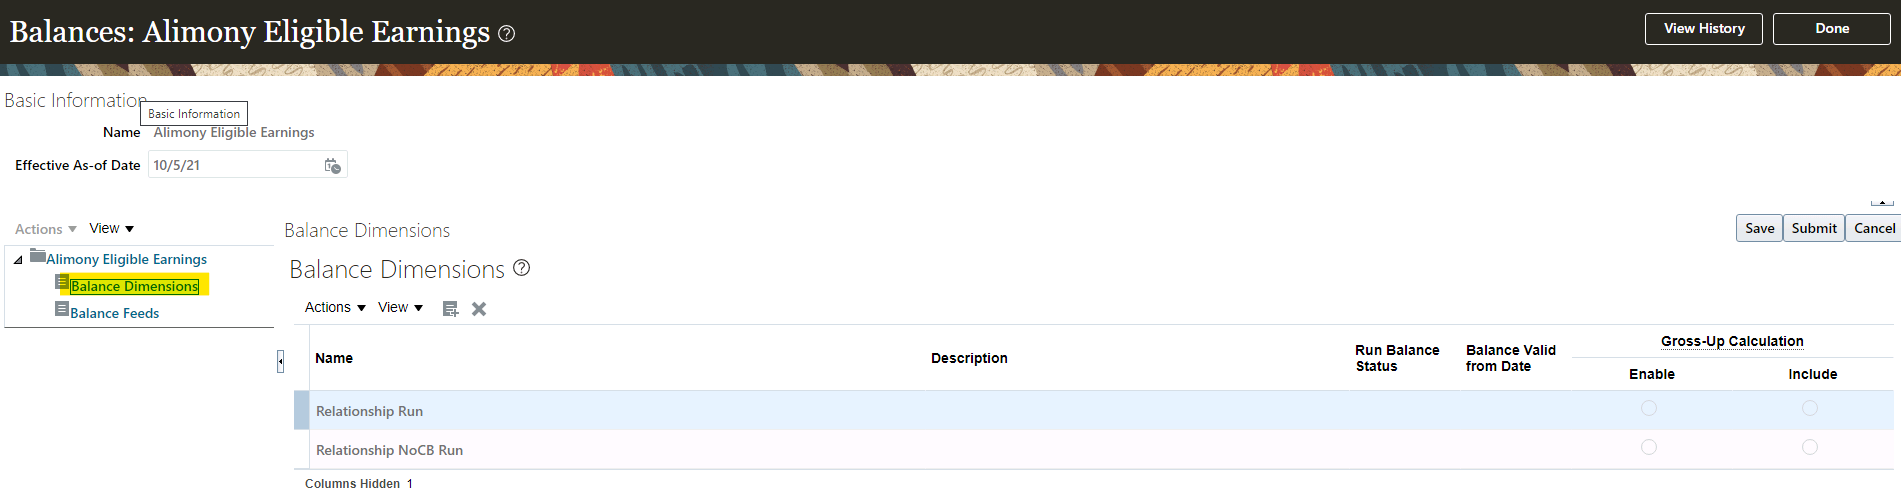 Balances: Alimony Eligible Earnings
View History
Done
Basic Information
Basic Information
Name Alimony Eligible Earnings
Effective As-of Date 10/5/21
Actions View
Alimony Eligible Earnings
Balance Dimensions
Balance Feeds
Balance Dimensions
Save Submit Cancel
Balance Dimensions
Actions View
Name Description Run Balance Status Balance Valid from Date Gross-Up Calculation
Enable Include
Relationship Run
Relationship NoCB Run
Columns Hidden 1